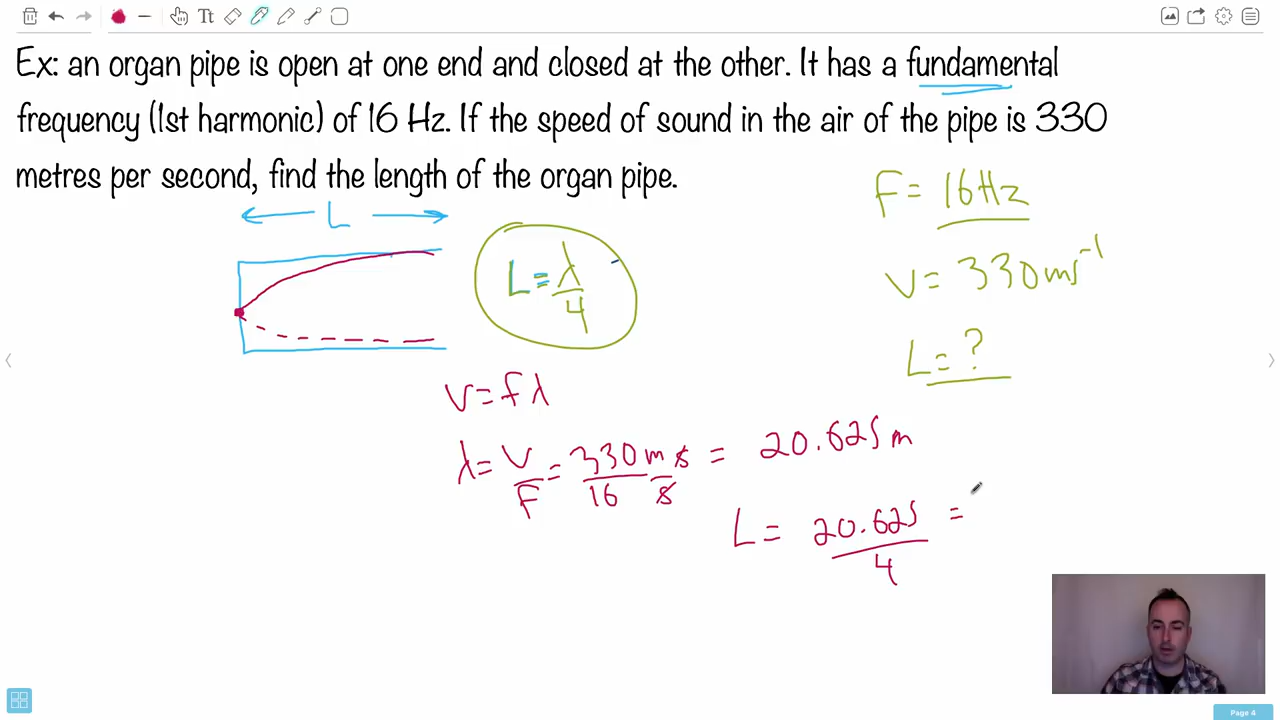 Ex: an organ pipe is open at one end and closed at the other. It has a fundamental
frequency (1st harmonic) of 16 Hz. If the speed of sound in the air of the pipe is 330
metres per second, find the length of the organ pipe.
L
L = λ/4
F = 16Hz
v = 330ms⁻¹
L = ?
v = fλ
λ = v/F = 330 m s / 16 s = 20.625 m
L = 20.625/4 =
Tt
Page 4